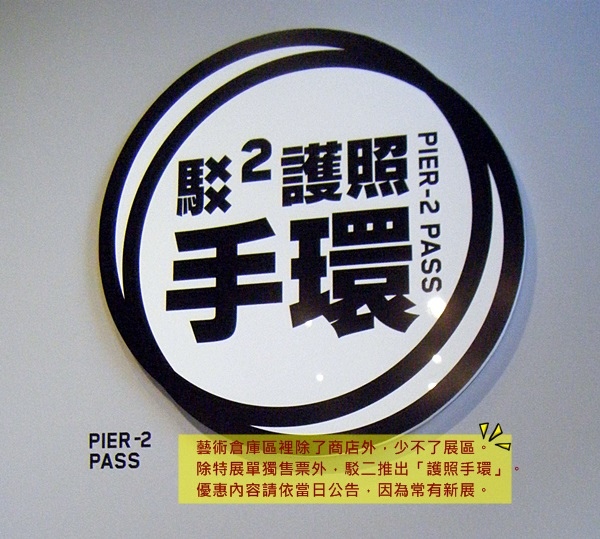 駁2護照
手環
PIER-2 PASS
PIER-2
PASS
藝術倉庫區裡除了商店外，少不了展區。
除特展單獨售票外，駁二推出「護照手環」。
優惠內容請依當日公告，因為常有新展。